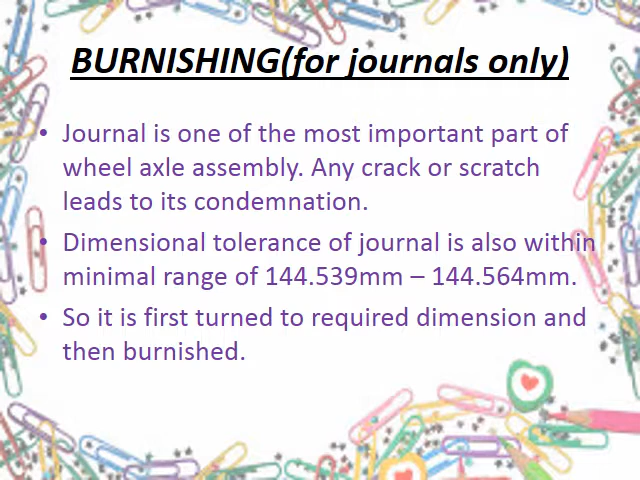 BURNISHING(for journals only)
• Journal is one of the most important part of
wheel axle assembly. Any crack or scratch
leads to its condemnation.
• Dimensional tolerance of journal is also within
minimal range of 144.539mm – 144.564mm.
• So it is first turned to required dimension and
then burnished.